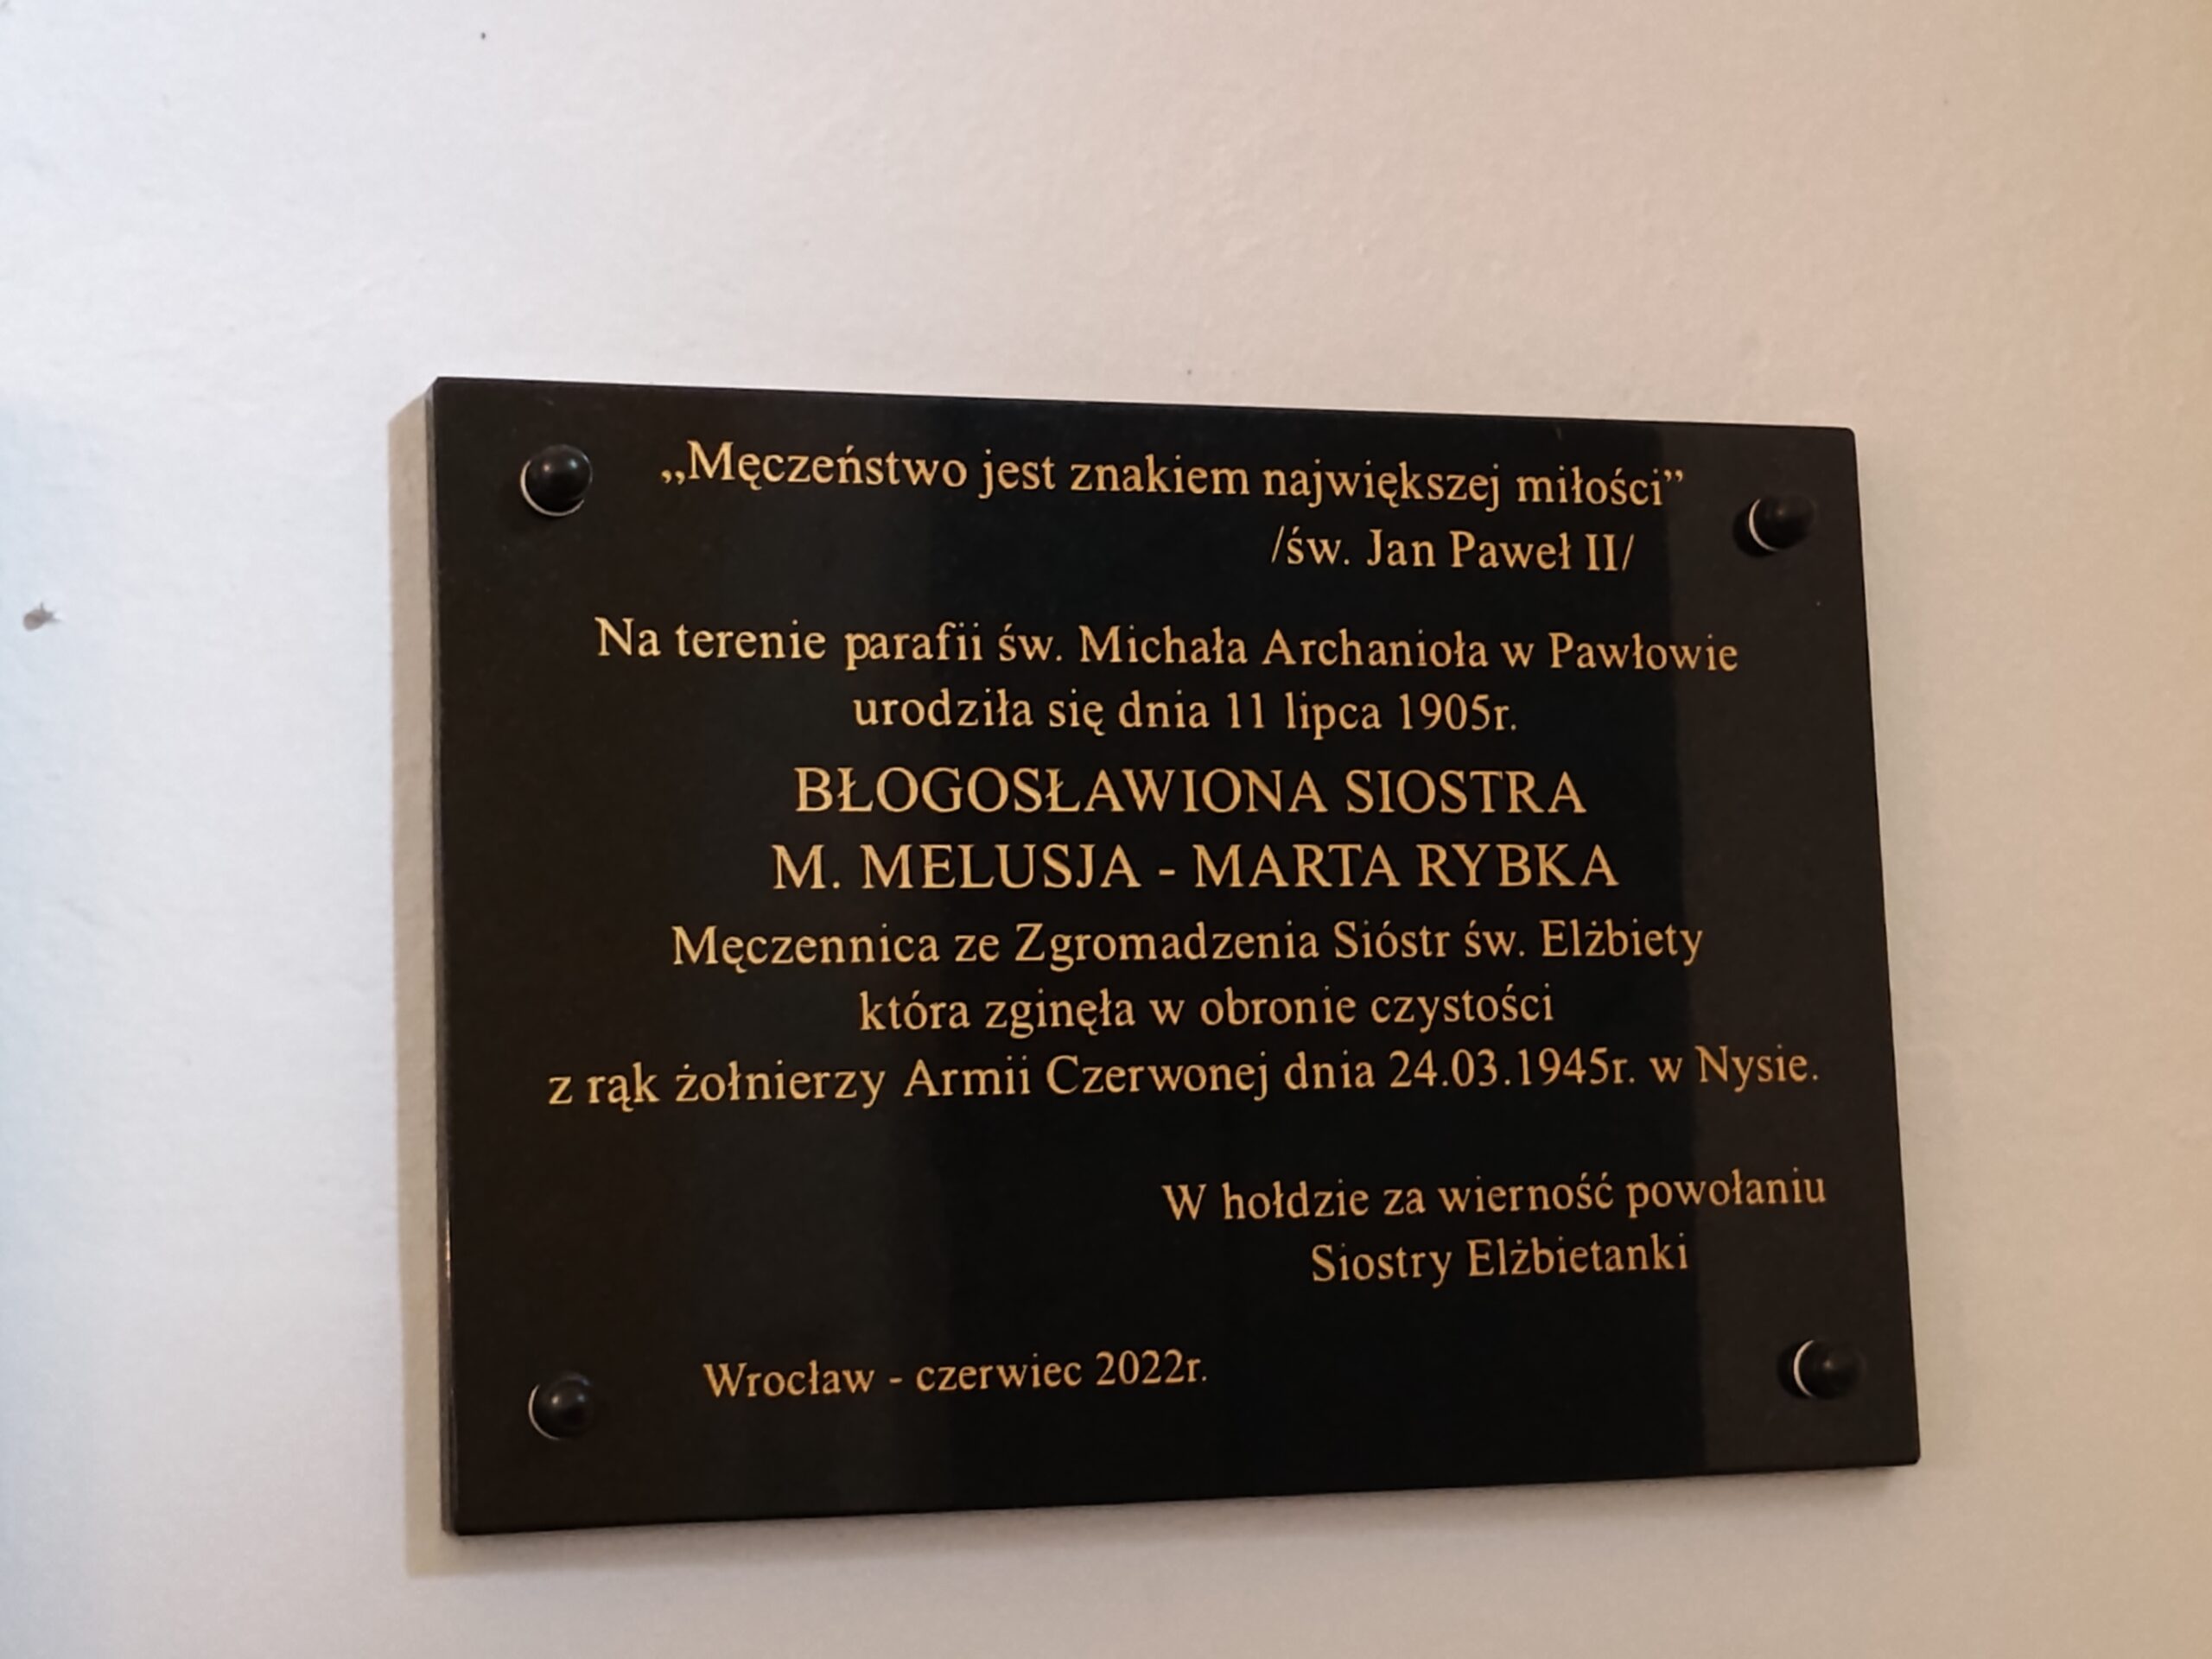 „Męczeństwo jest znakiem największej miłości”
/św. Jan Paweł II/
Na terenie parafii św. Michała Archanioła w Pawłowie
urodziła się dnia 11 lipca 1905r.
BŁOGOSŁAWIONA SIOSTRA
M. MELUSJA - MARTA RYBKA
Męczennica ze Zgromadzenia Sióstr św. Elżbiety
która zginęła w obronie czystości
z rąk żołnierzy Armii Czerwonej dnia 24.03.1945r. w Nysie.
W hołdzie za wierność powołaniu
Siostry Elżbietanki
Wrocław - czerwiec 2022r.